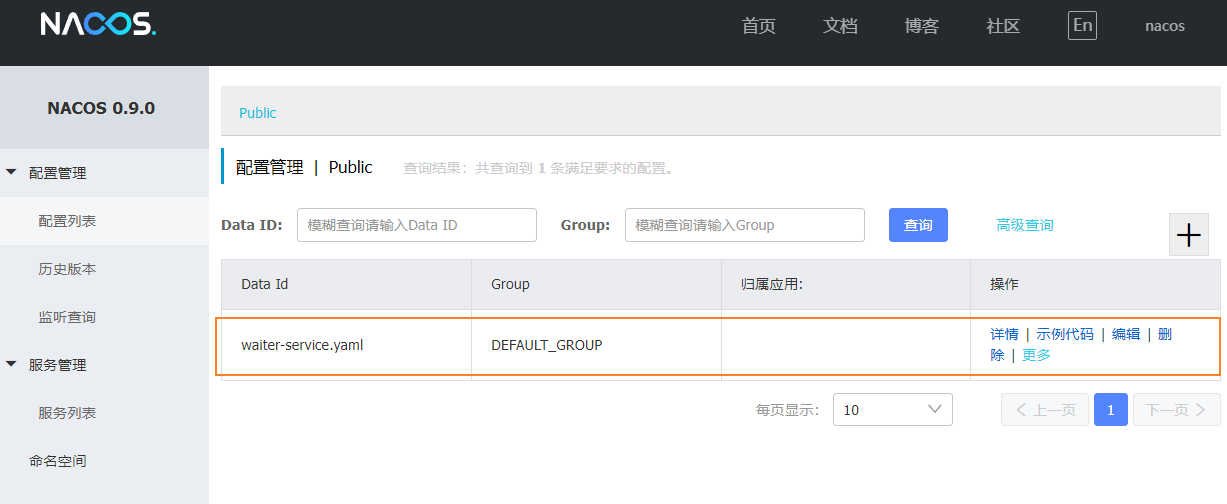 NACOS.
首页 文档 博客 社区 En nacos
NACOS 0.9.0
配置管理
配置列表
历史版本
监听查询
服务管理
服务列表
命名空间
Public
配置管理 | Public 查询结果：共查询到 1 条满足要求的配置。
Data ID: 模糊查询请输入Data ID Group: 模糊查询请输入Group 查询 高级查询
Data Id Group 归属应用: 操作
waiter-service.yaml DEFAULT_GROUP 详情 | 示例代码 | 编辑 | 删
除 | 更多
每页显示： 10 上一页 1 下一页